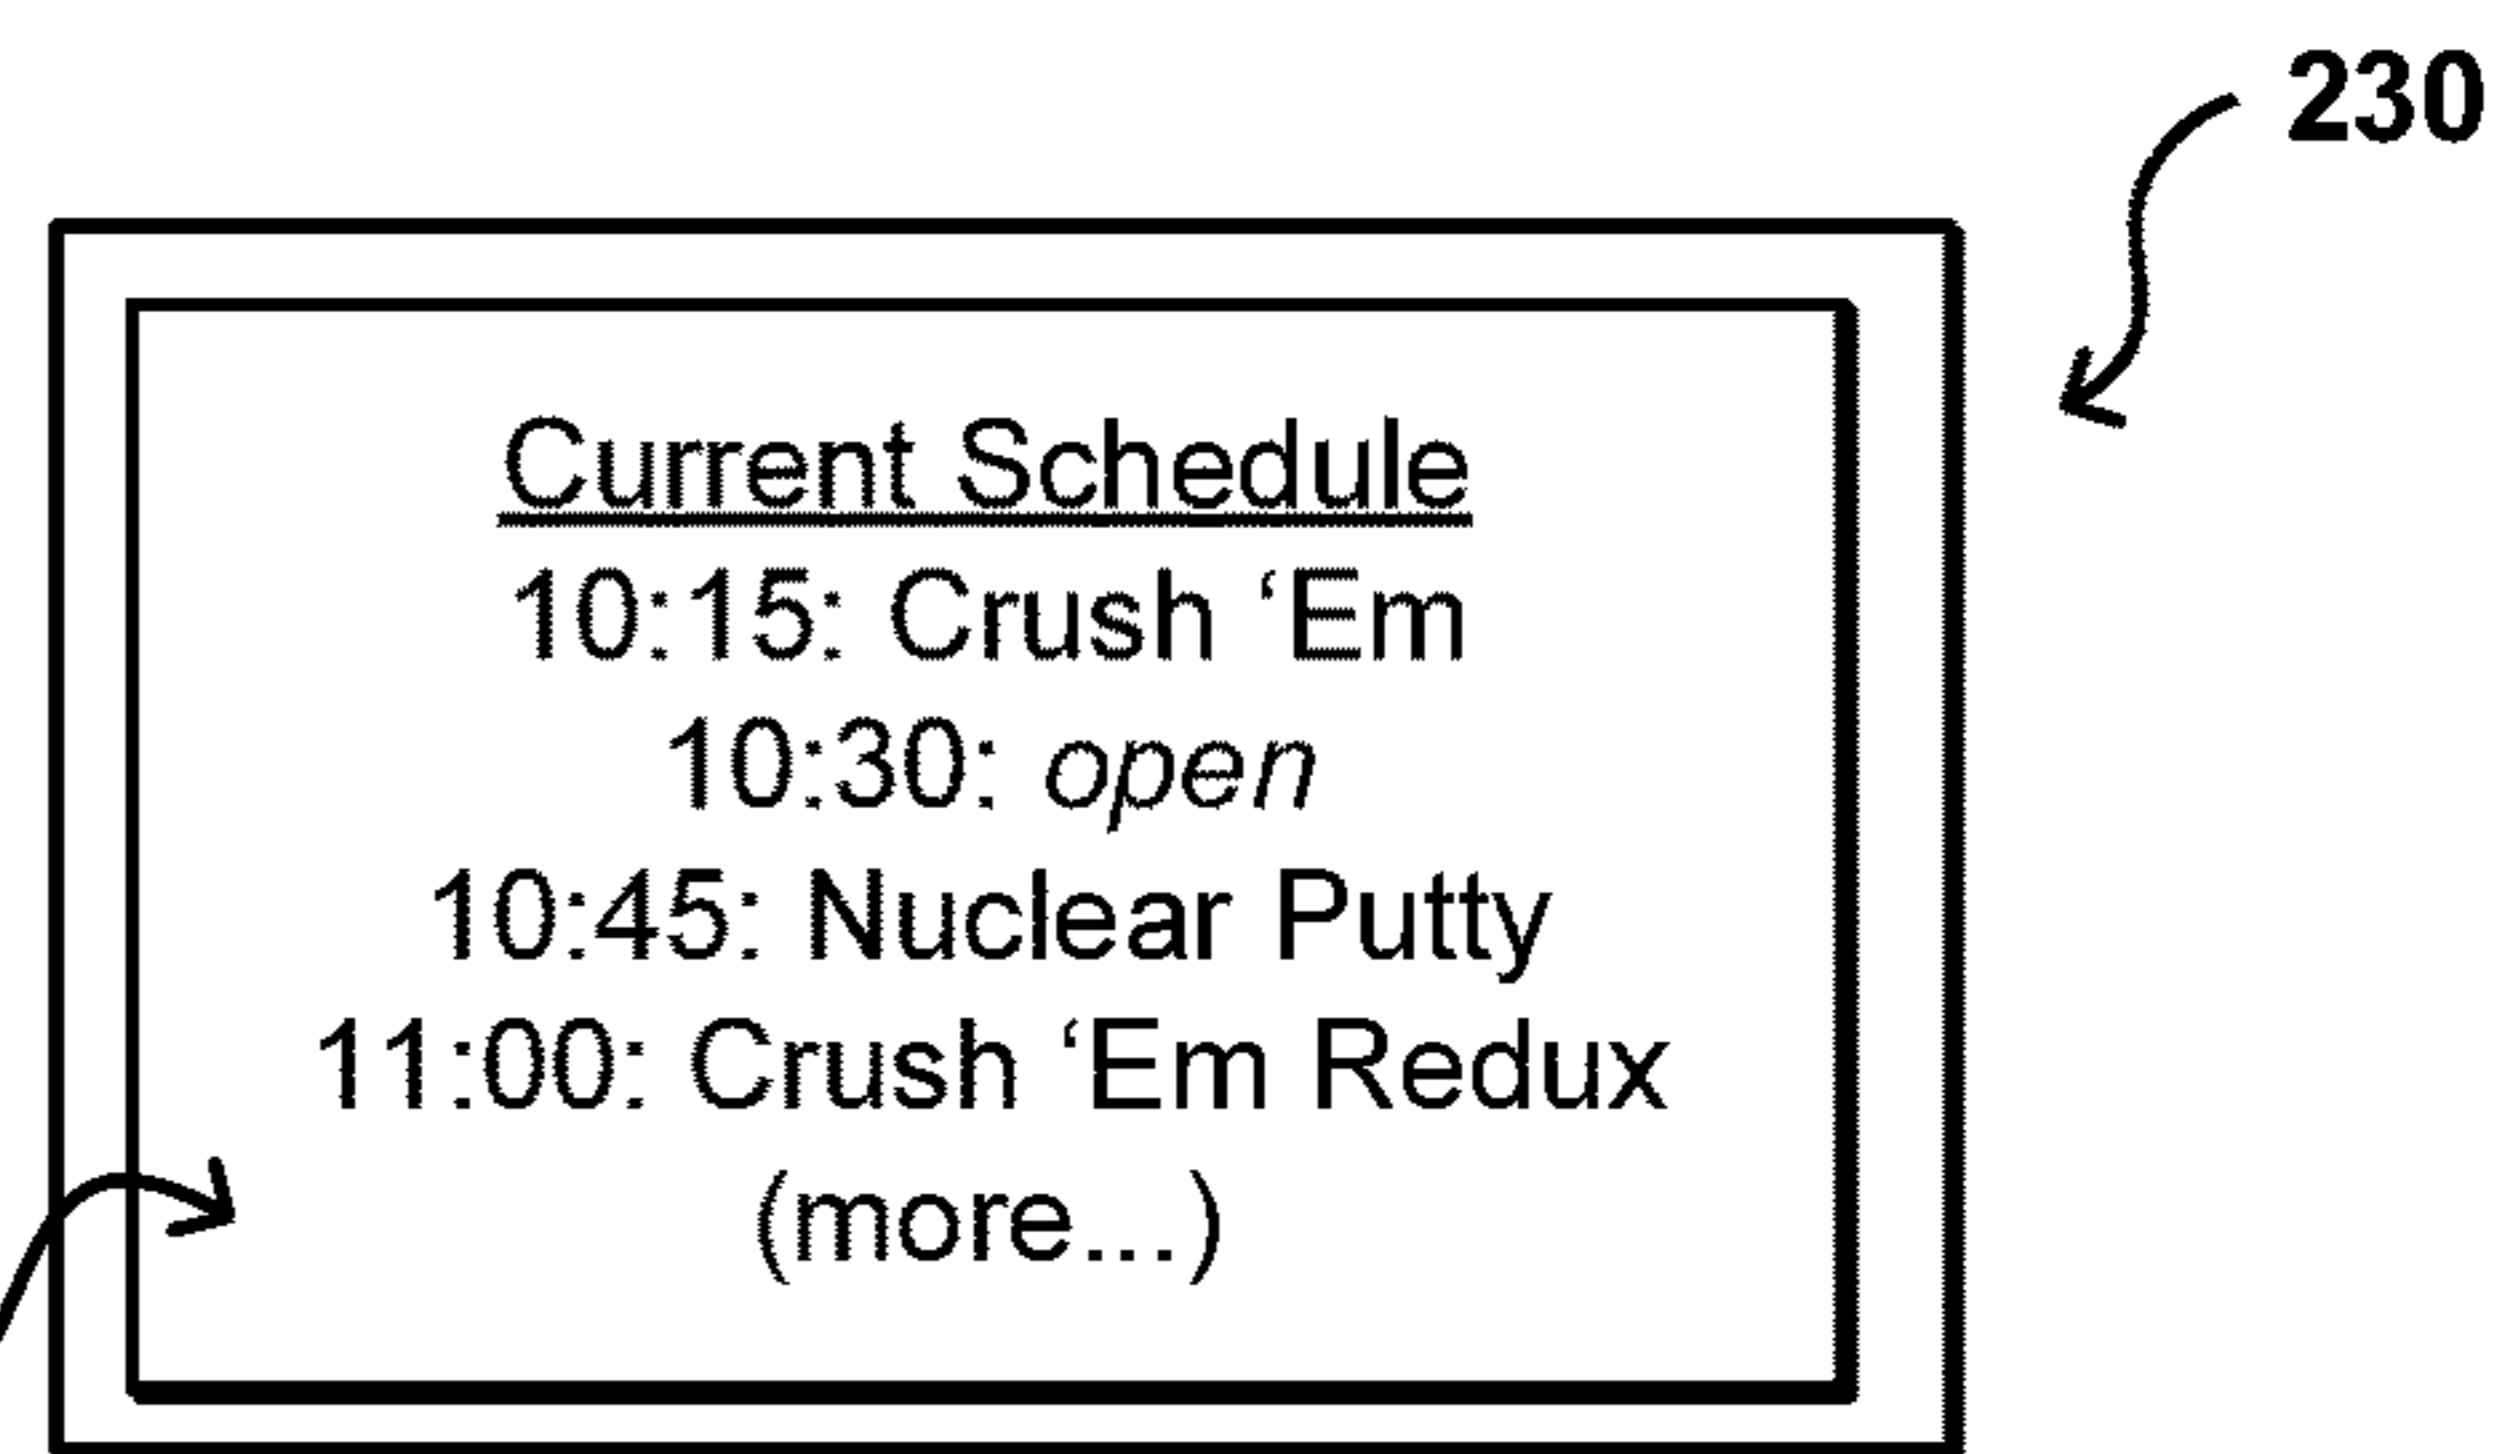 230
Current Schedule
10:15: Crush ‘Em
10:30: open
10:45: Nuclear Putty
11:00: Crush ‘Em Redux
(more...)